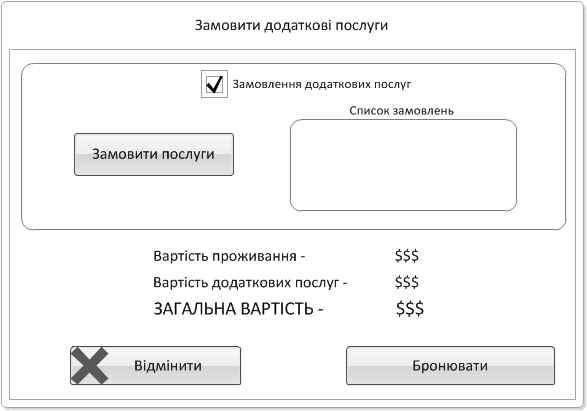 Замовити додаткові послуги
Замовлення додаткових послуг
Список замовлень
Замовити послуги
Вартість проживання - $$$
Вартість додаткових послуг - $$$
ЗАГАЛЬНА ВАРТІСТЬ - $$$
Відмінити
Бронювати